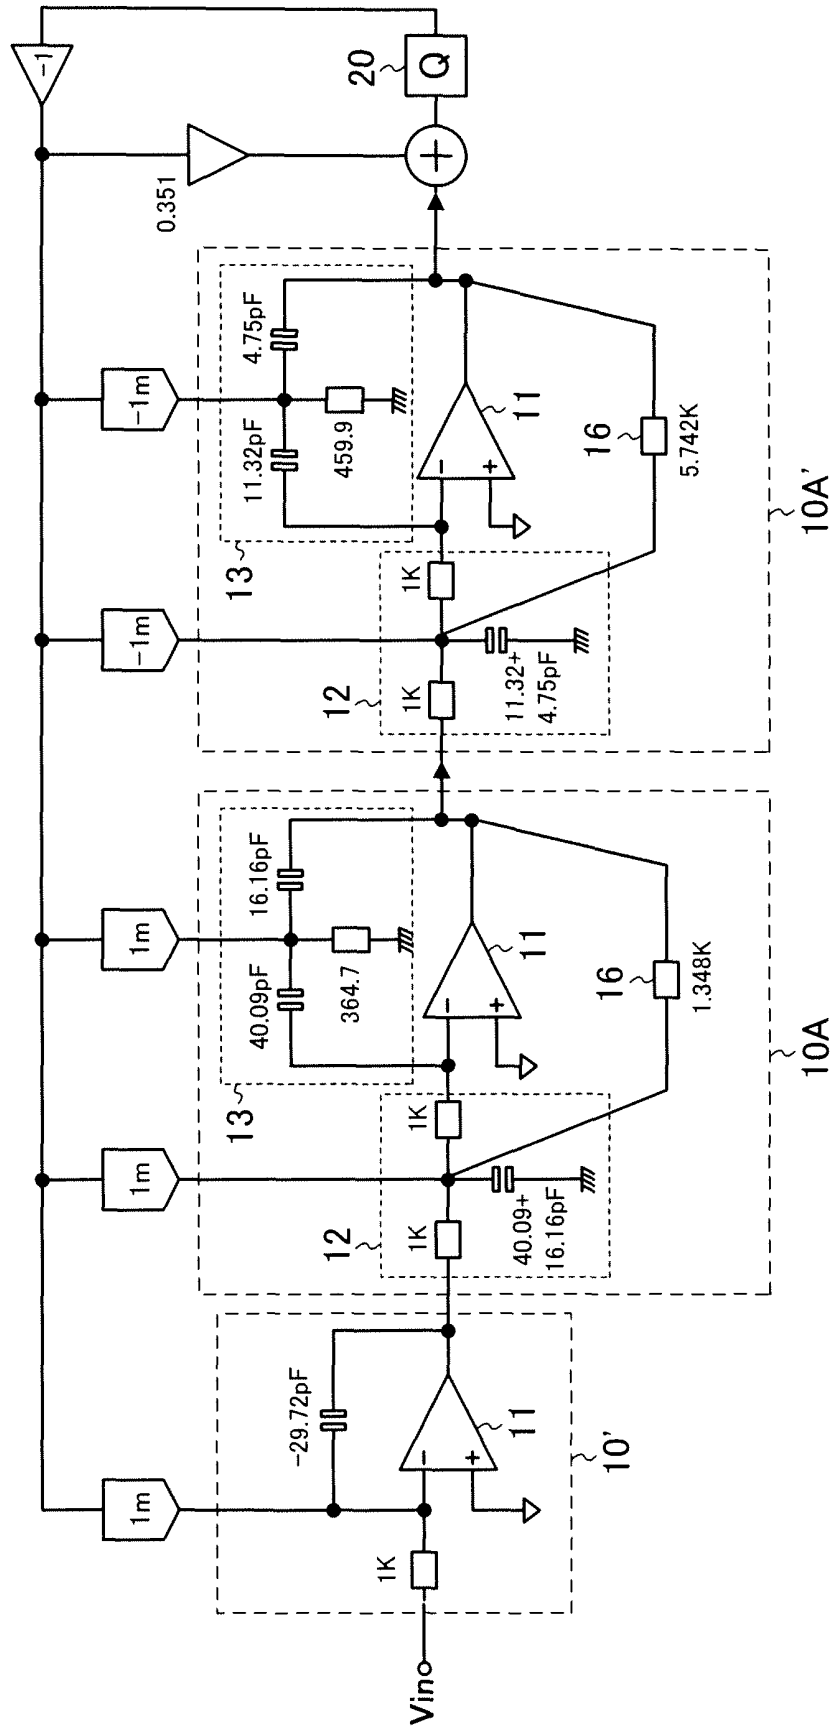 -1
20
Q
0.351
+
-1m
-1m
1m
1m
1m
4.75pF
11.32pF
459.9
13
11
-
+
16
5.742K
10A'
1K
12
1K
11.32+
4.75pF
16.16pF
40.09pF
364.7
13
11
-
+
16
1.348K
10A
1K
12
1K
40.09+
16.16pF
-29.72pF
11
-
+
10'
1K
Vin